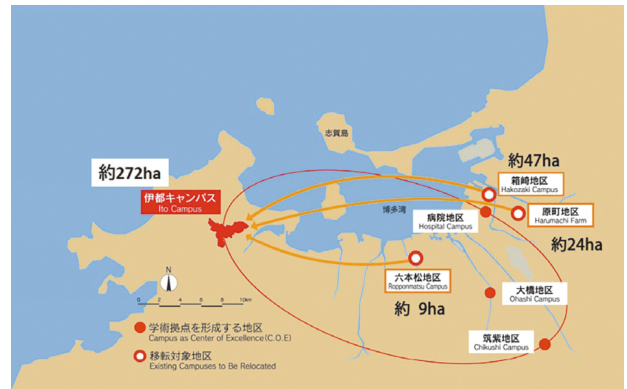 志賀島
約272ha
伊都キャンパス
Ito Campus
約47ha
箱崎地区
Hakozaki Campus
博多湾
病院地区
Hospital Campus
原町地区
Harumachi Farm
約24ha
六本松地区
Ropponmatsu Campus
約 9ha
大橋地区
Ohashi Campus
筑紫地区
Chikushi Campus
N
0 2 4 6 8 10km
学術拠点を形成する地区
Campus as Center of Excellence(C.O.E)
移転対象地区
Existing Campuses to Be Relocated